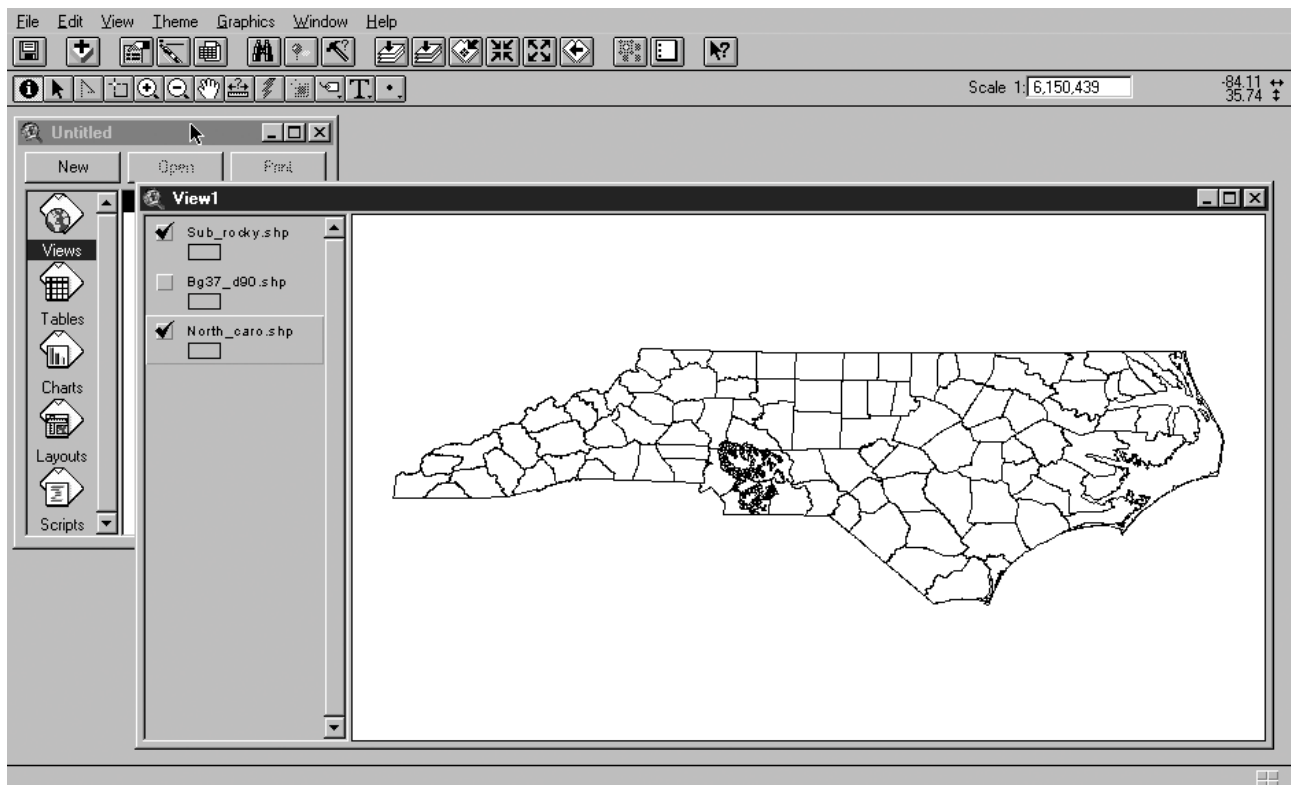 File Edit View Theme Graphics Window Help
Scale 1: 6,150,439
-84.11
35.74
Untitled
New Open Print
View1
Views
Tables
Charts
Layouts
Scripts
Sub_rocky.shp
Bg37_d90.shp
North_caro.shp